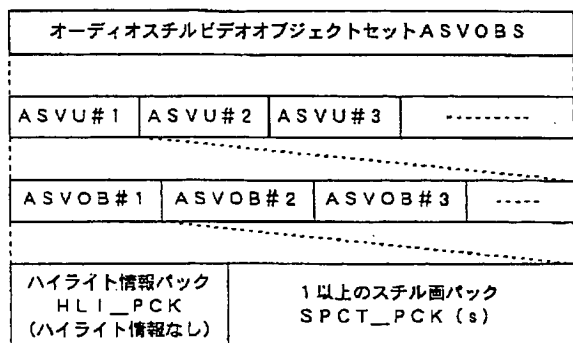 オーディオスチルビデオオブジェクトセットASVOBS
ASVU#1 ASVU#2 ASVU#3 ---------
ASVOB#1 ASVOB#2 ASVOB#3 -----
ハイライト情報パック
HLI__PCK
(ハイライト情報なし)
1以上のスチル画パック
SPCT__PCK(s)